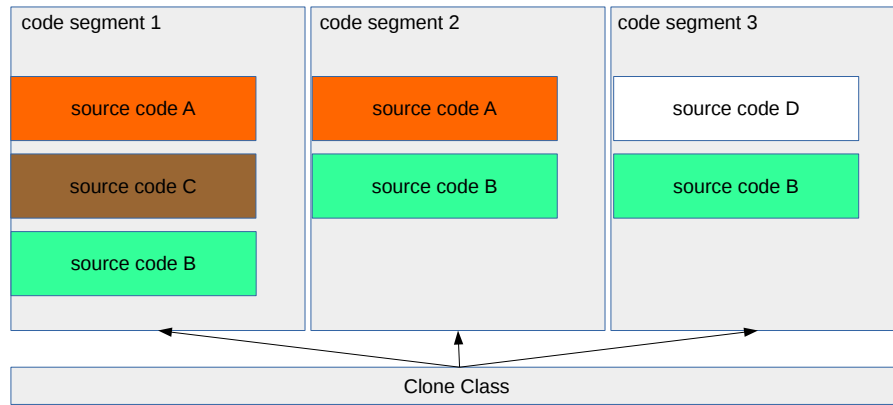 code segment 1
source code A
source code C
source code B
code segment 2
source code A
source code B
code segment 3
source code D
source code B
Clone Class